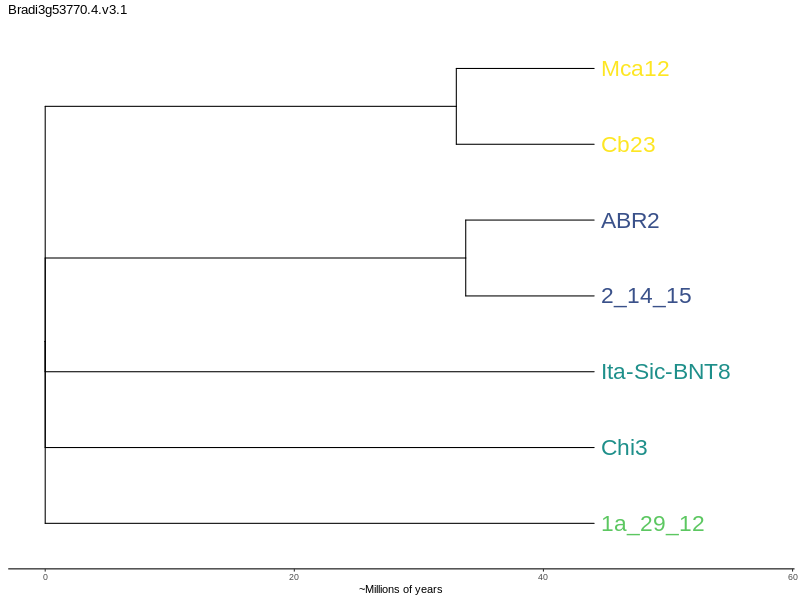 Bradi3g53770.4.v3.1
Mca12
Cb23
ABR2
2_14_15
Ita-Sic-BNT8
Chi3
1a_29_12
0 20 40 60
~Millions of years